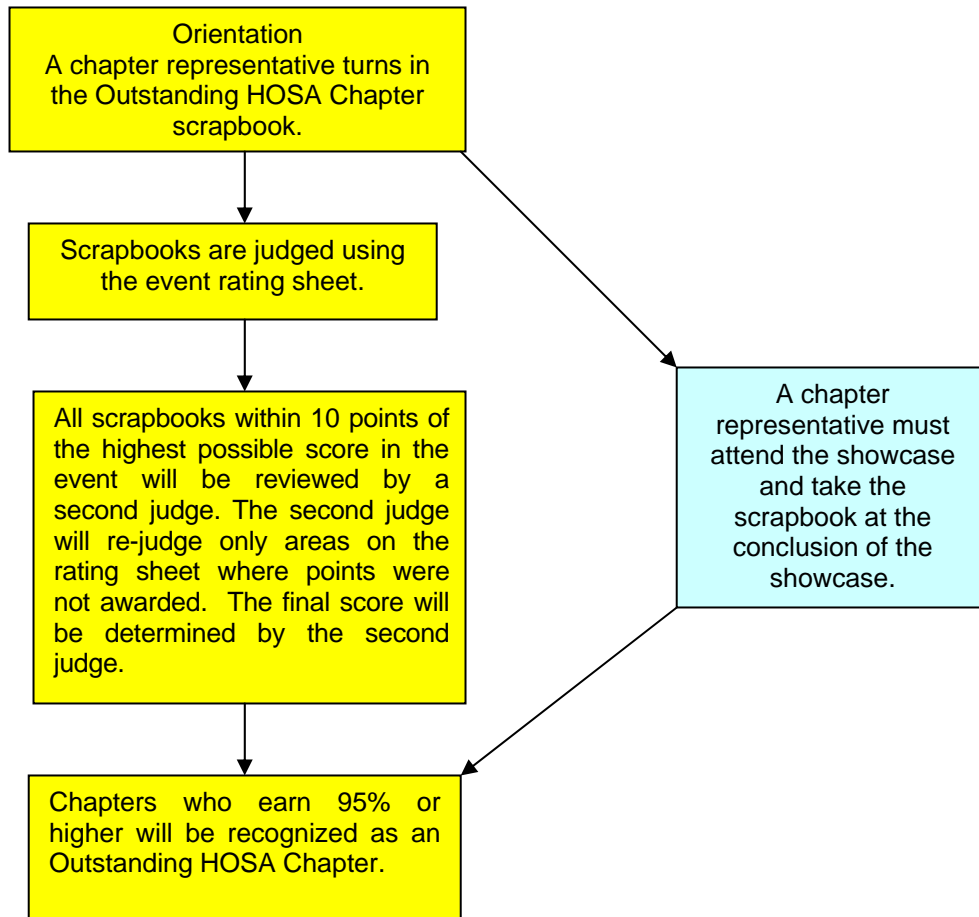 Orientation
A chapter representative turns in
the Outstanding HOSA Chapter
scrapbook.
Scrapbooks are judged using
the event rating sheet.
All scrapbooks within 10 points of
the highest possible score in the
event will be reviewed by a
second judge. The second judge
will re-judge only areas on the
rating sheet where points were
not awarded. The final score will
be determined by the second
judge.
A chapter
representative must
attend the showcase
and take the
scrapbook at the
conclusion of the
showcase.
Chapters who earn 95% or
higher will be recognized as an
Outstanding HOSA Chapter.